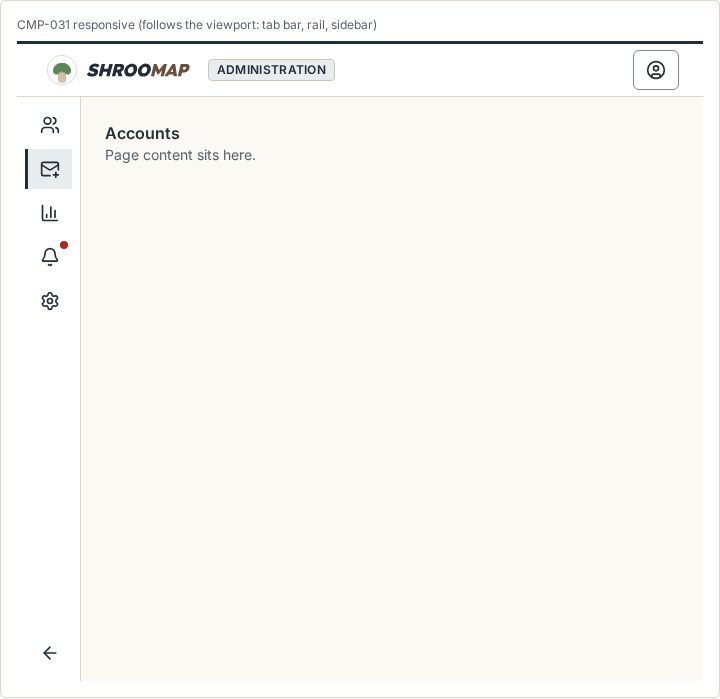 CMP-031 responsive (follows the viewport: tab bar, rail, sidebar)
SHROOMAP
ADMINISTRATION
Accounts
Page content sits here.